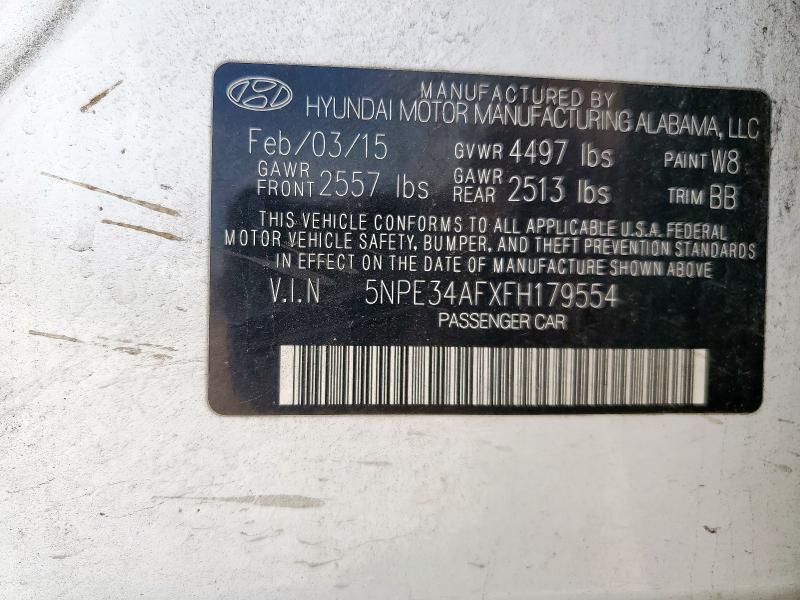 MANUFACTURED BY
HYUNDAI MOTOR MANUFACTURING ALABAMA, LLC
Feb/03/15 GVWR 4497 lbs PAINT W8
GAWR FRONT 2557 lbs GAWR REAR 2513 lbs TRIM BB
THIS VEHICLE CONFORMS TO ALL APPLICABLE U.S.A. FEDERAL
MOTOR VEHICLE SAFETY, BUMPER, AND THEFT PREVENTION STANDARDS
IN EFFECT ON THE DATE OF MANUFACTURE SHOWN ABOVE
V.I.N 5NPE34AFXFH179554
PASSENGER CAR